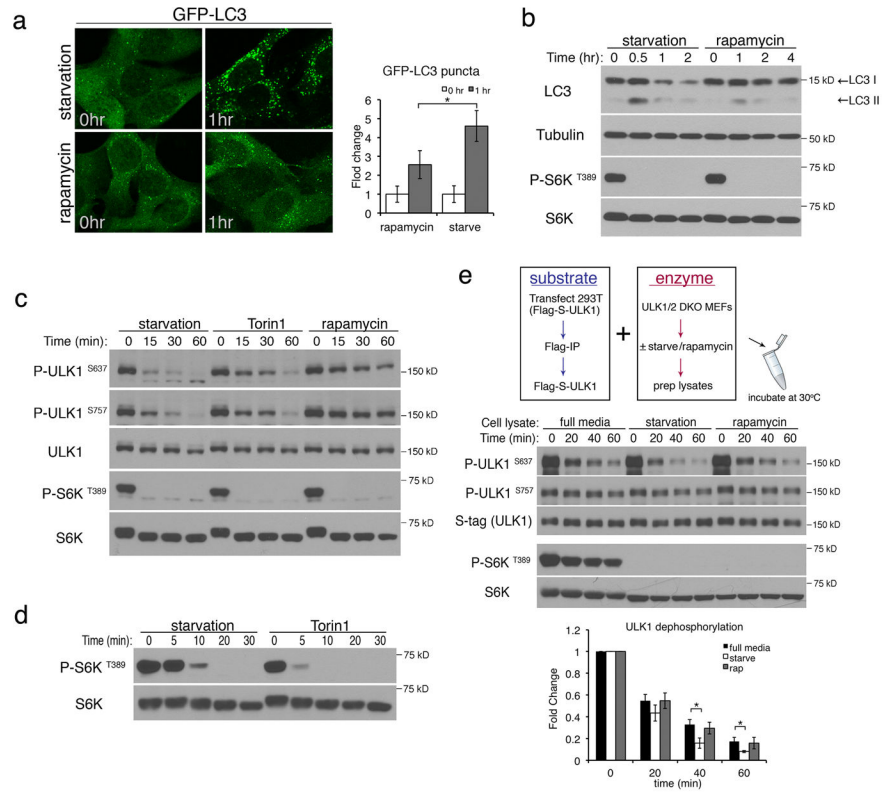 a
GFP-LC3
starvation
0hr
1hr
rapamycin
0hr
1hr
GFP-LC3 puncta
0 hr
1 hr
*
Flod change
6
5
4
3
2
1
0
rapamycin
starve
b
starvation
rapamycin
Time (hr): 0 0.5 1 2 0 1 2 4
LC3
15 kD
←LC3 I
←LC3 II
Tubulin
50 kD
75 kD
P-S6K T389
75 kD
S6K
c
starvation
Torin1
rapamycin
Time (min): 0 15 30 60 0 15 30 60 0 15 30 60
P-ULK1 S637
150 kD
P-ULK1 S757
150 kD
ULK1
150 kD
75 kD
P-S6K T389
75 kD
S6K
d
starvation
Torin1
Time (min): 0 5 10 20 30 0 5 10 20 30
75 kD
P-S6K T389
75 kD
S6K
e
substrate
Transfect 293T
(Flag-S-ULK1)
Flag-IP
Flag-S-ULK1
+
enzyme
ULK1/2 DKO MEFs
± starve/rapamycin
prep lysates
incubate at 30ºC
Cell lysate: full media starvation rapamycin
Time (min): 0 20 40 60 0 20 40 60 0 20 40 60
P-ULK1 S637
150 kD
P-ULK1 S757
150 kD
S-tag (ULK1)
150 kD
75 kD
P-S6K T389
75 kD
S6K
ULK1 dephosphorylation
full media
starve
rap
*
*
Fold Change
1.2
1
0.8
0.6
0.4
0.2
0
0 20 40 60
time (min)